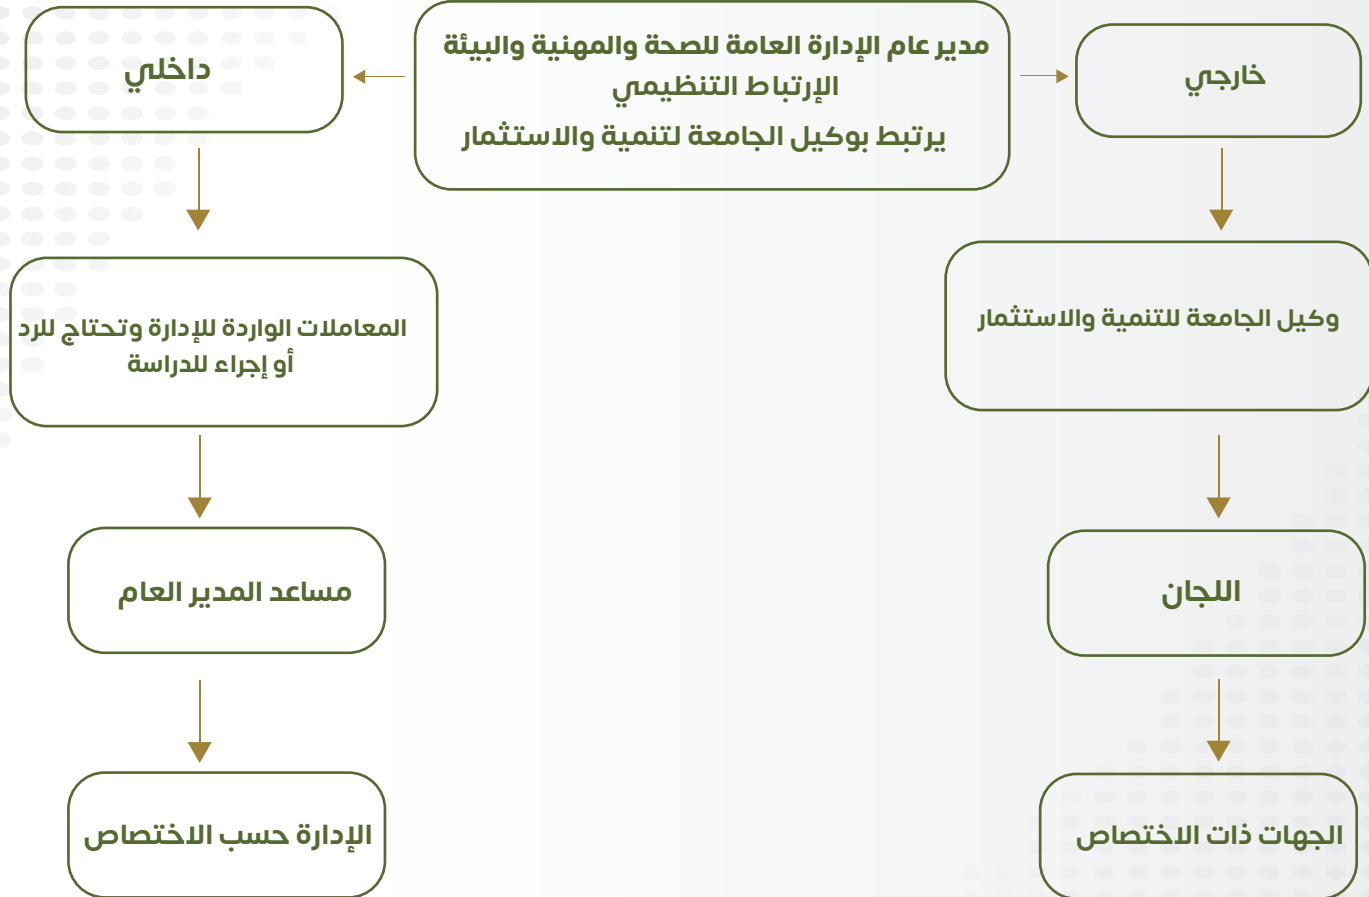 مدير عام الإدارة العامة للصحة والمهنية والبيئة
الإرتباط التنظيمي
يرتبط بوكيل الجامعة لتنمية والاستثمار
خارجي
وكيل الجامعة للتنمية والاستثمار
اللجان
الجهات ذات الاختصاص
داخلي
المعاملات الواردة للإدارة وتحتاج للرد
أو إجراء للدراسة
مساعد المدير العام
الإدارة حسب الاختصاص